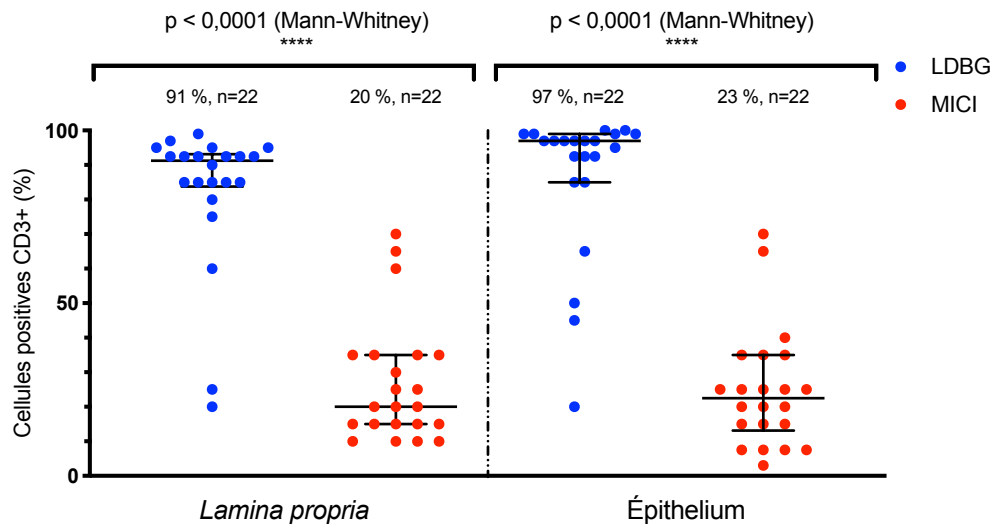 p < 0,0001 (Mann-Whitney)
****
p < 0,0001 (Mann-Whitney)
****
LDBG
MICI
91 %, n=22
20 %, n=22
97 %, n=22
23 %, n=22
100
50
0
Cellules positives CD3+ (%)
Lamina propria
Épithelium